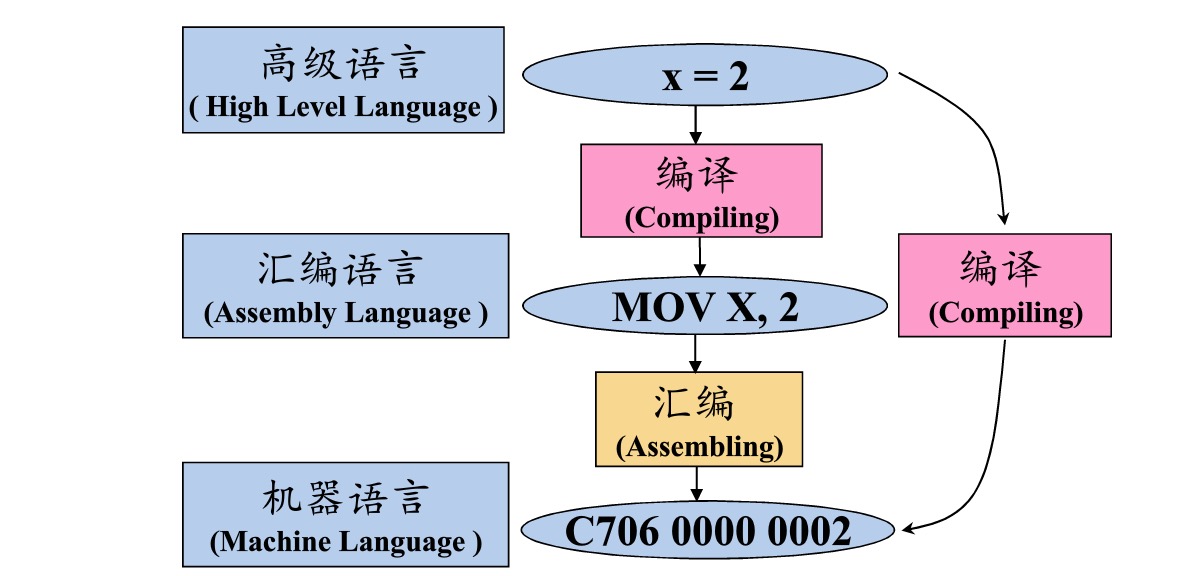 高级语言
( High Level Language )
x = 2
编译
(Compiling)
汇编语言
(Assembly Language )
MOV X, 2
编译
(Compiling)
汇编
(Assembling)
机器语言
(Machine Language )
C706 0000 0002